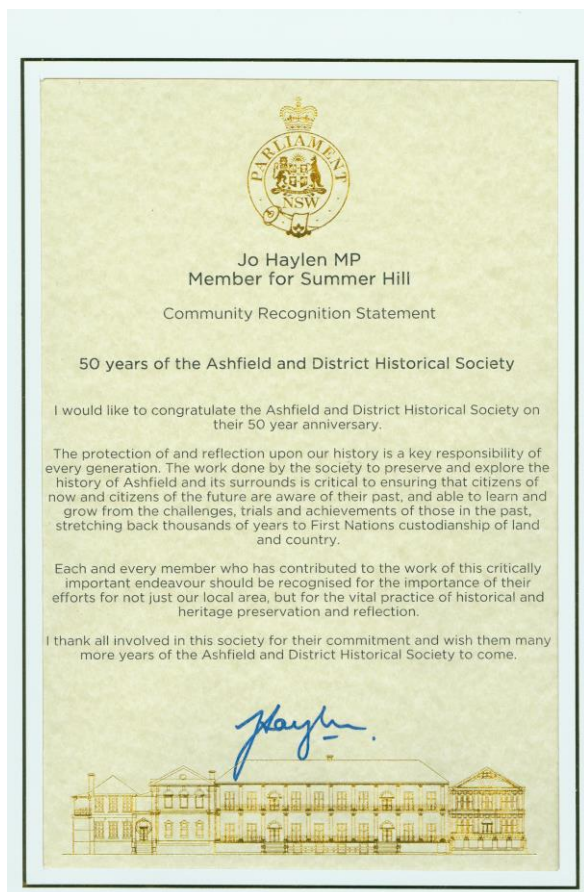 PARLIAMENT
NSW
Jo Haylen MP
Member for Summer Hill
Community Recognition Statement
50 years of the Ashfield and District Historical Society
I would like to congratulate the Ashfield and District Historical Society on
their 50 year anniversary.
The protection of and reflection upon our history is a key responsibility of
every generation. The work done by the society to preserve and explore the
history of Ashfield and its surrounds is critical to ensuring that citizens of
now and citizens of the future are aware of their past, and able to learn and
grow from the challenges, trials and achievements of those in the past,
stretching back thousands of years to First Nations custodianship of land
and country.
Each and every member who has contributed to the work of this critically
important endeavour should be recognised for the importance of their
efforts for not just our local area, but for the vital practice of historical and
heritage preservation and reflection.
I thank all involved in this society for their commitment and wish them many
more years of the Ashfield and District Historical Society to come.
JHaylen